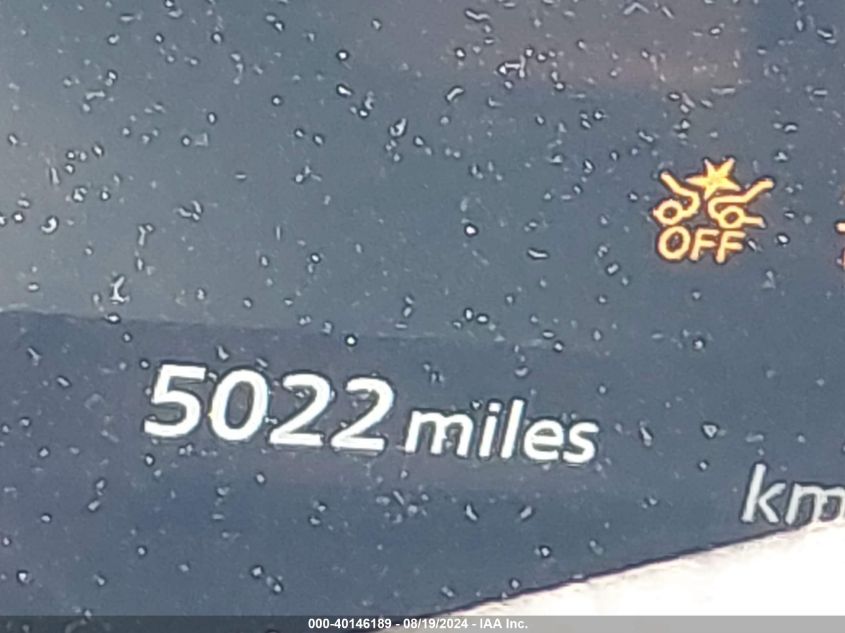 OFF
5022 miles
km
000-40146189 - 08/19/2024 - IAA Inc.